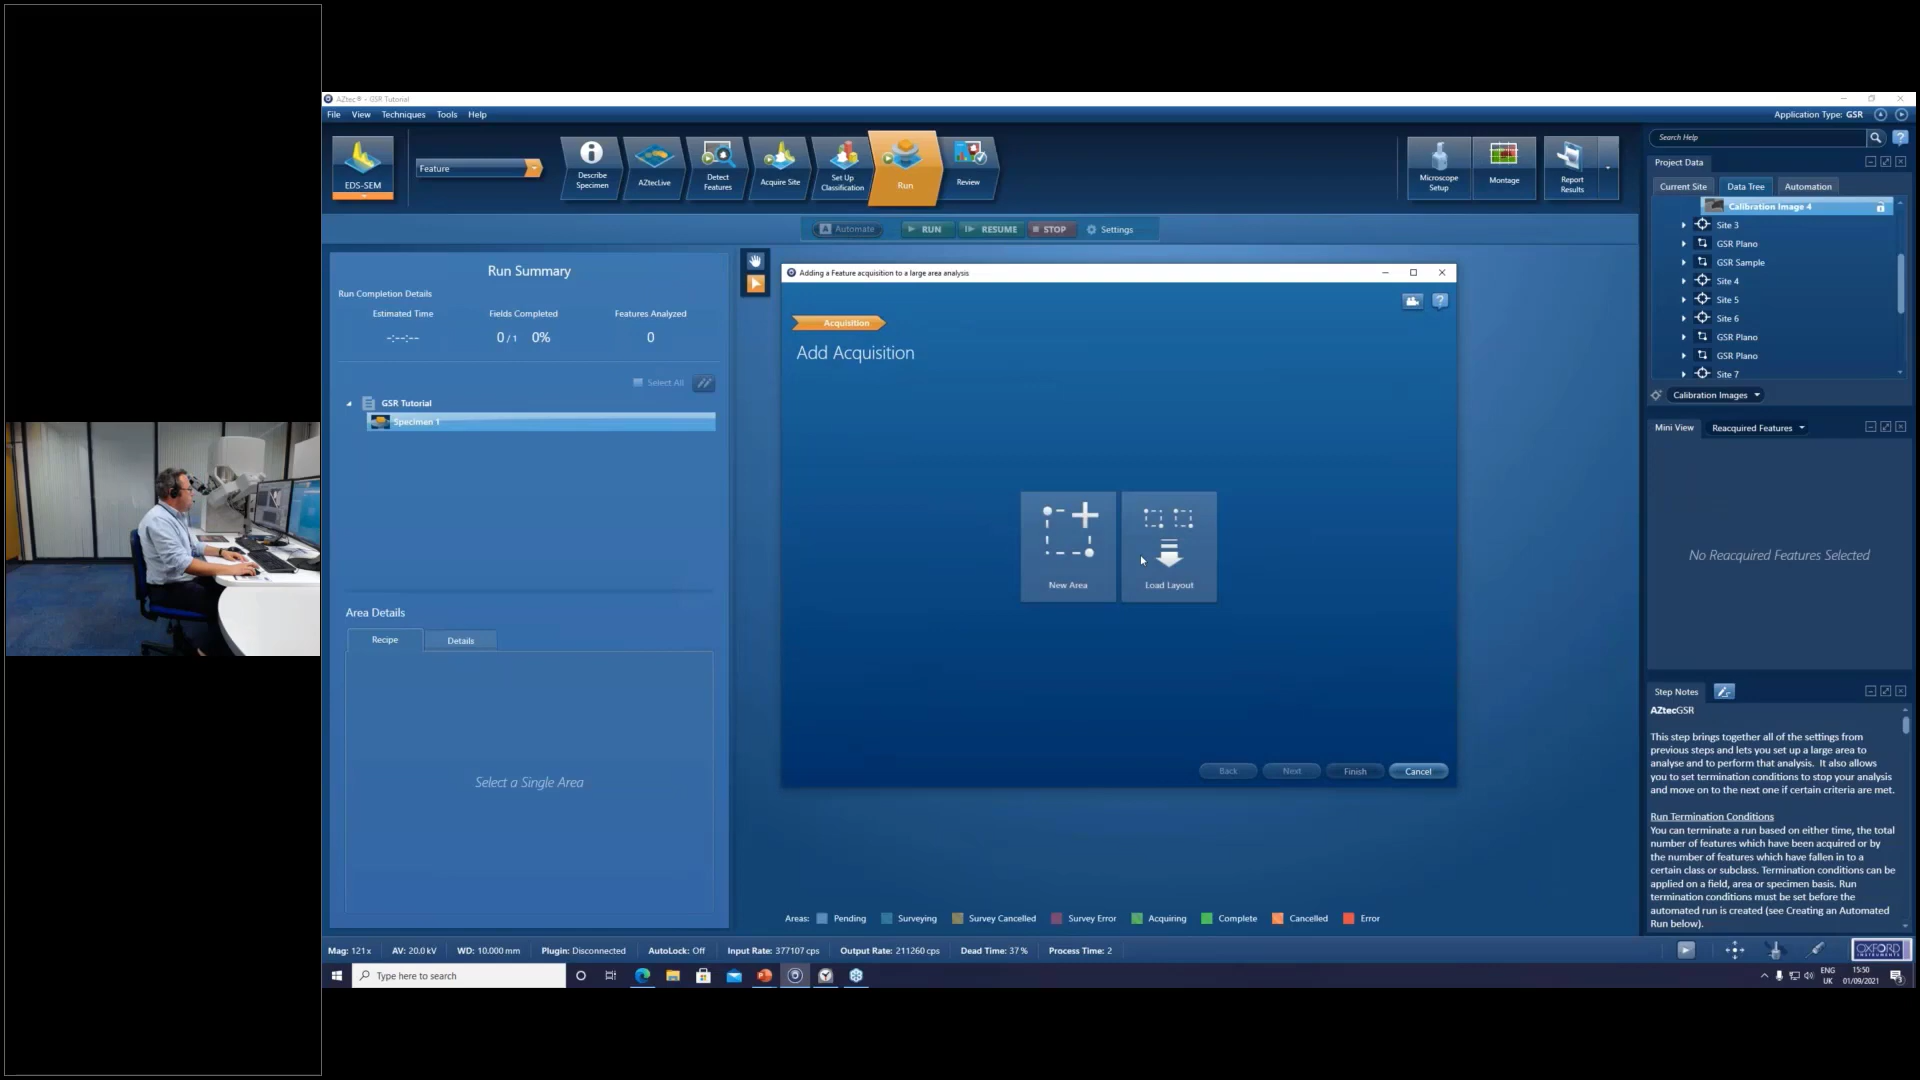 AZtec® - GSR Tutorial
File View Techniques Tools Help
Application Type: GSR
EDS-SEM
Feature
Describe Specimen
AZtecLive
Detect Features
Acquire Site
Set Up Classification
Run
Review
Microscope Setup
Montage
Report Results
Search Help
Project Data
Current Site Data Tree Automation
Calibration Image 4
Site 3
GSR Plano
GSR Sample
Site 4
Site 5
Site 6
GSR Plano
GSR Plano
Site 7
Calibration Images
A Automate RUN RESUME STOP Settings
Run Summary
Run Completion Details
Estimated Time Fields Completed Features Analyzed
-:--:-- 0 / 1 0% 0
Select All
GSR Tutorial
Specimen 1
Area Details
Recipe Details
Select a Single Area
Adding a Feature acquisition to a large area analysis
Acquisition
Add Acquisition
New Area
Load Layout
Back Next Finish Cancel
Areas: Pending Surveying Survey Cancelled Survey Error Acquiring Complete Cancelled Error
Mini View Reacquired Features
No Reacquired Features Selected
Step Notes
AZtecGSR
This step brings together all of the settings from
previous steps and lets you set up a large area to
analyse and to perform that analysis. It also allows
you to set termination conditions to stop your analysis
and move on to the next one if certain criteria are met.
Run Termination Conditions
You can terminate a run based on either time, the total
number of features which have been acquired or by
the number of features which have fallen in to a
certain class or subclass. Termination conditions can be
applied on a field, area or specimen basis. Run
termination conditions must be set before the
automated run is created (see Creating an Automated
Run below).
Mag: 121 x AV: 20.0 kV WD: 10.000 mm Plugin: Disconnected AutoLock: Off Input Rate: 377107 cps Output Rate: 211260 cps Dead Time: 37 % Process Time: 2
OXFORD INSTRUMENTS
Type here to search
ENG
UK
15:50
01/09/2021